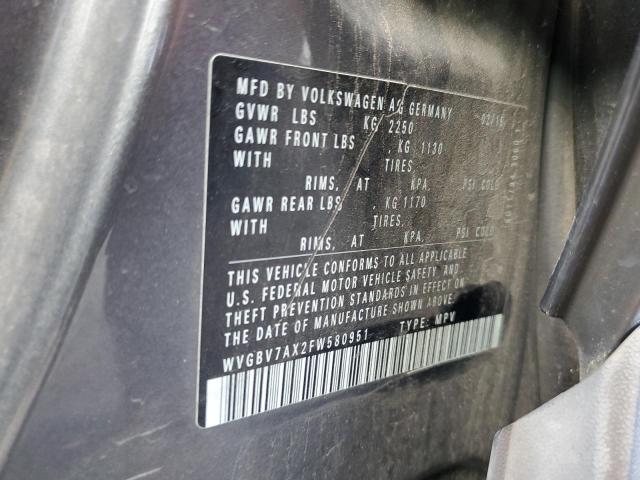 MFD BY VOLKSWAGEN AG GERMANY 02/15
GVWR LBS KG 2250
GAWR FRONT LBS , KG 1130
WITH TIRES
RIMS, AT KPA, PSI COLD
GAWR REAR LBS , KG 1170
WITH TIRES,
RIMS, AT KPA, PSI COLD
THIS VEHICLE CONFORMS TO ALL APPLICABLE
U.S. FEDERAL MOTOR VEHICLE SAFETY, AND
THEFT PREVENTION STANDARDS IN EFFECT ON
THE DATE OF MANUFACTURE SHOWN ABOVE.
WVGBV7AX2FW580951 TYPE: MPV